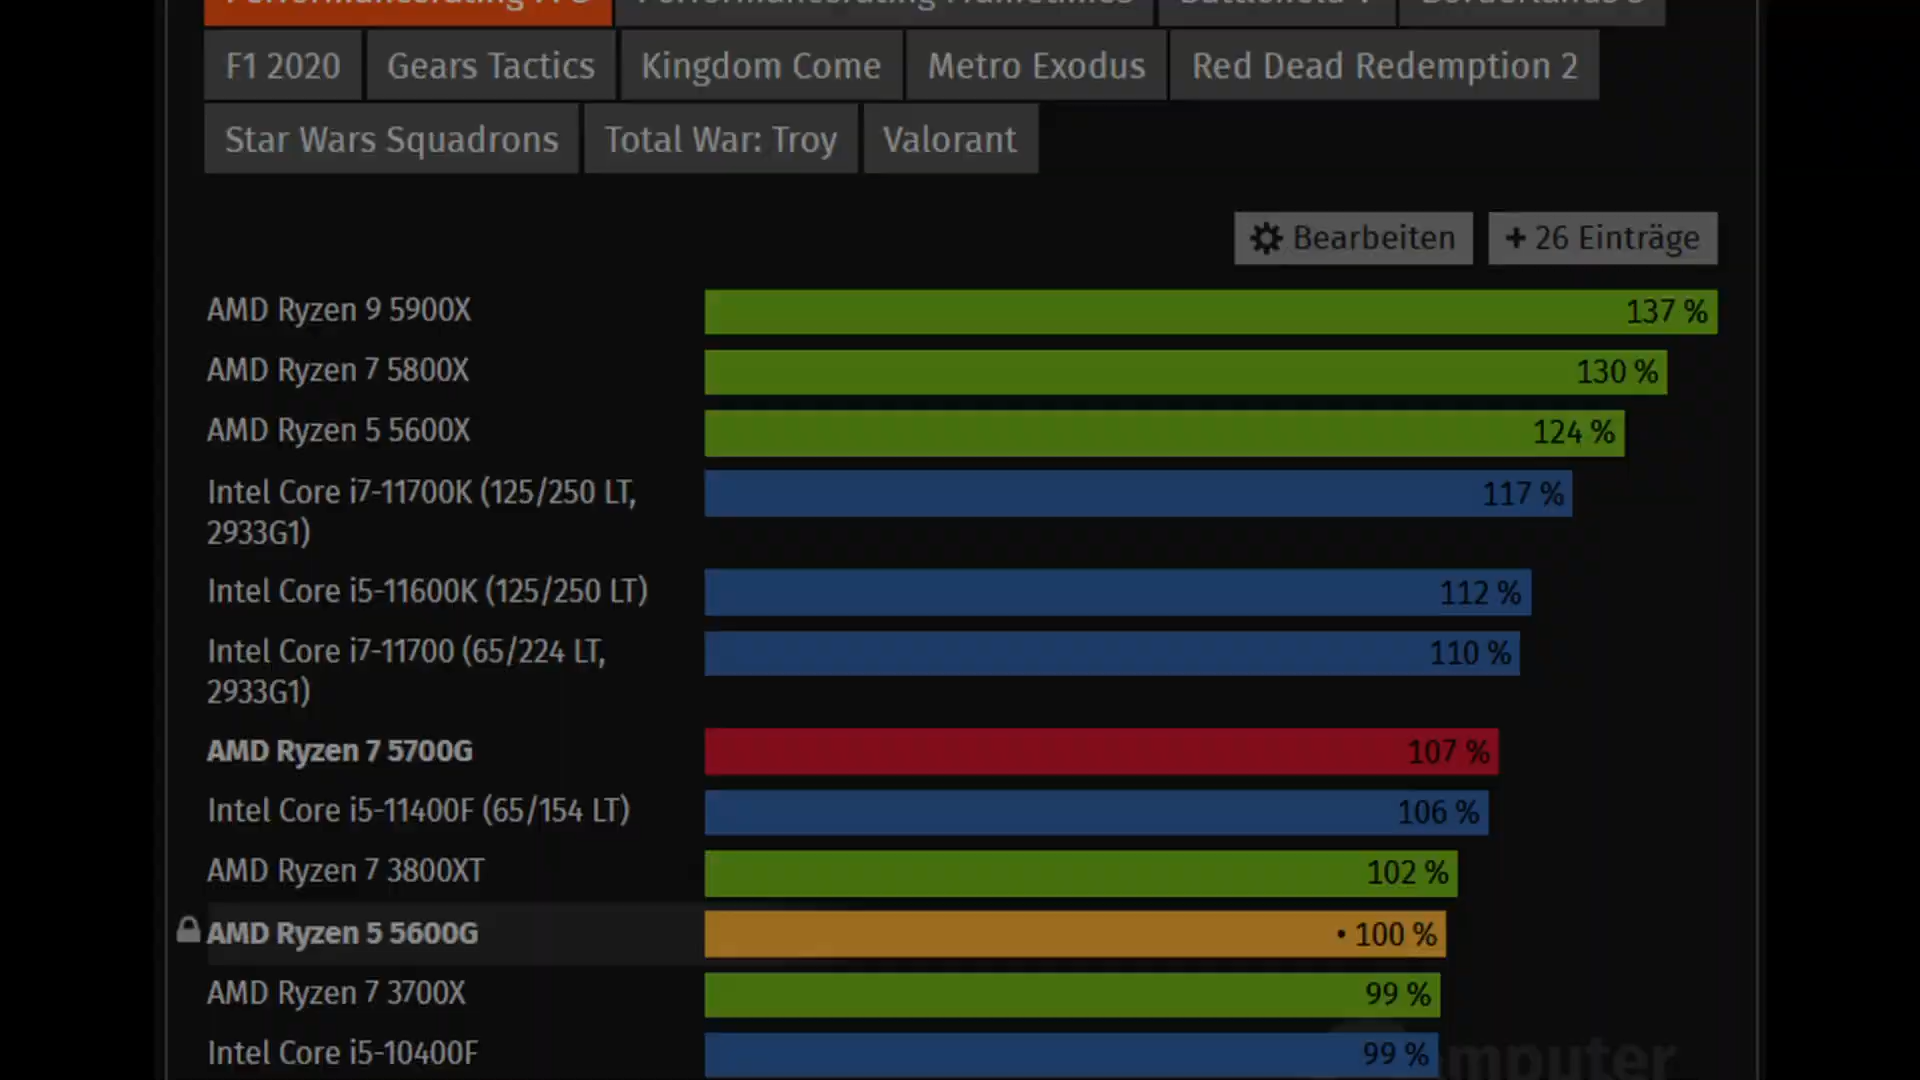 F1 2020 Gears Tactics Kingdom Come Metro Exodus Red Dead Redemption 2
Star Wars Squadrons Total War: Troy Valorant
Bearbeiten + 26 Einträge
AMD Ryzen 9 5900X 137 %
AMD Ryzen 7 5800X 130 %
AMD Ryzen 5 5600X 124 %
Intel Core i7-11700K (125/250 LT, 117 %
2933G1)
Intel Core i5-11600K (125/250 LT) 112 %
Intel Core i7-11700 (65/224 LT, 110 %
2933G1)
AMD Ryzen 7 5700G 107 %
Intel Core i5-11400F (65/154 LT) 106 %
AMD Ryzen 7 3800XT 102 %
AMD Ryzen 5 5600G • 100 %
AMD Ryzen 7 3700X 99 %
Intel Core i5-10400F 99 %